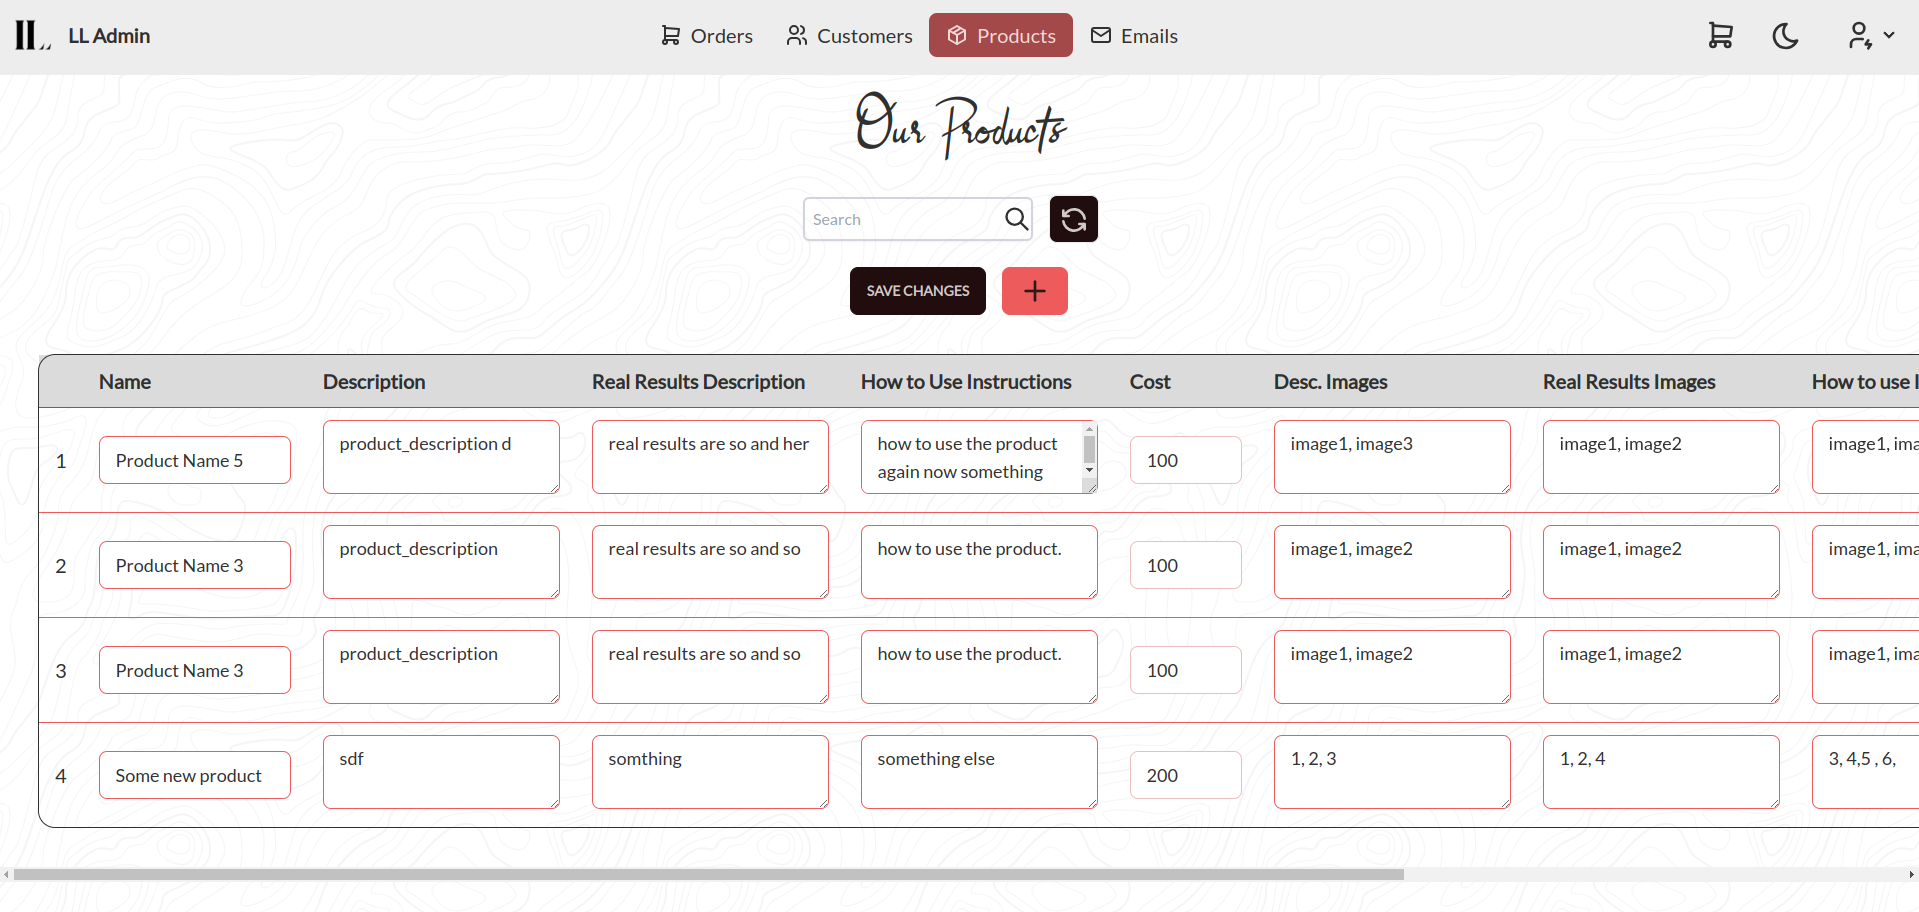 LL Admin Orders Customers Products Emails
Our Products
Search
SAVE CHANGES
Name Description Real Results Description How to Use Instructions Cost Desc. Images Real Results Images How to use
1 Product Name 5 product_description d real results are so and her how to use the product again now something 100 image1, image3 image1, image2 image1,
2 Product Name 3 product_description real results are so and so how to use the product. 100 image1, image2 image1, image2 image1,
3 Product Name 3 product_description real results are so and so how to use the product. 100 image1, image2 image1, image2 image1,
4 Some new product sdf somthing something else 200 1, 2, 3 1, 2, 4 3, 4,5 , 6,